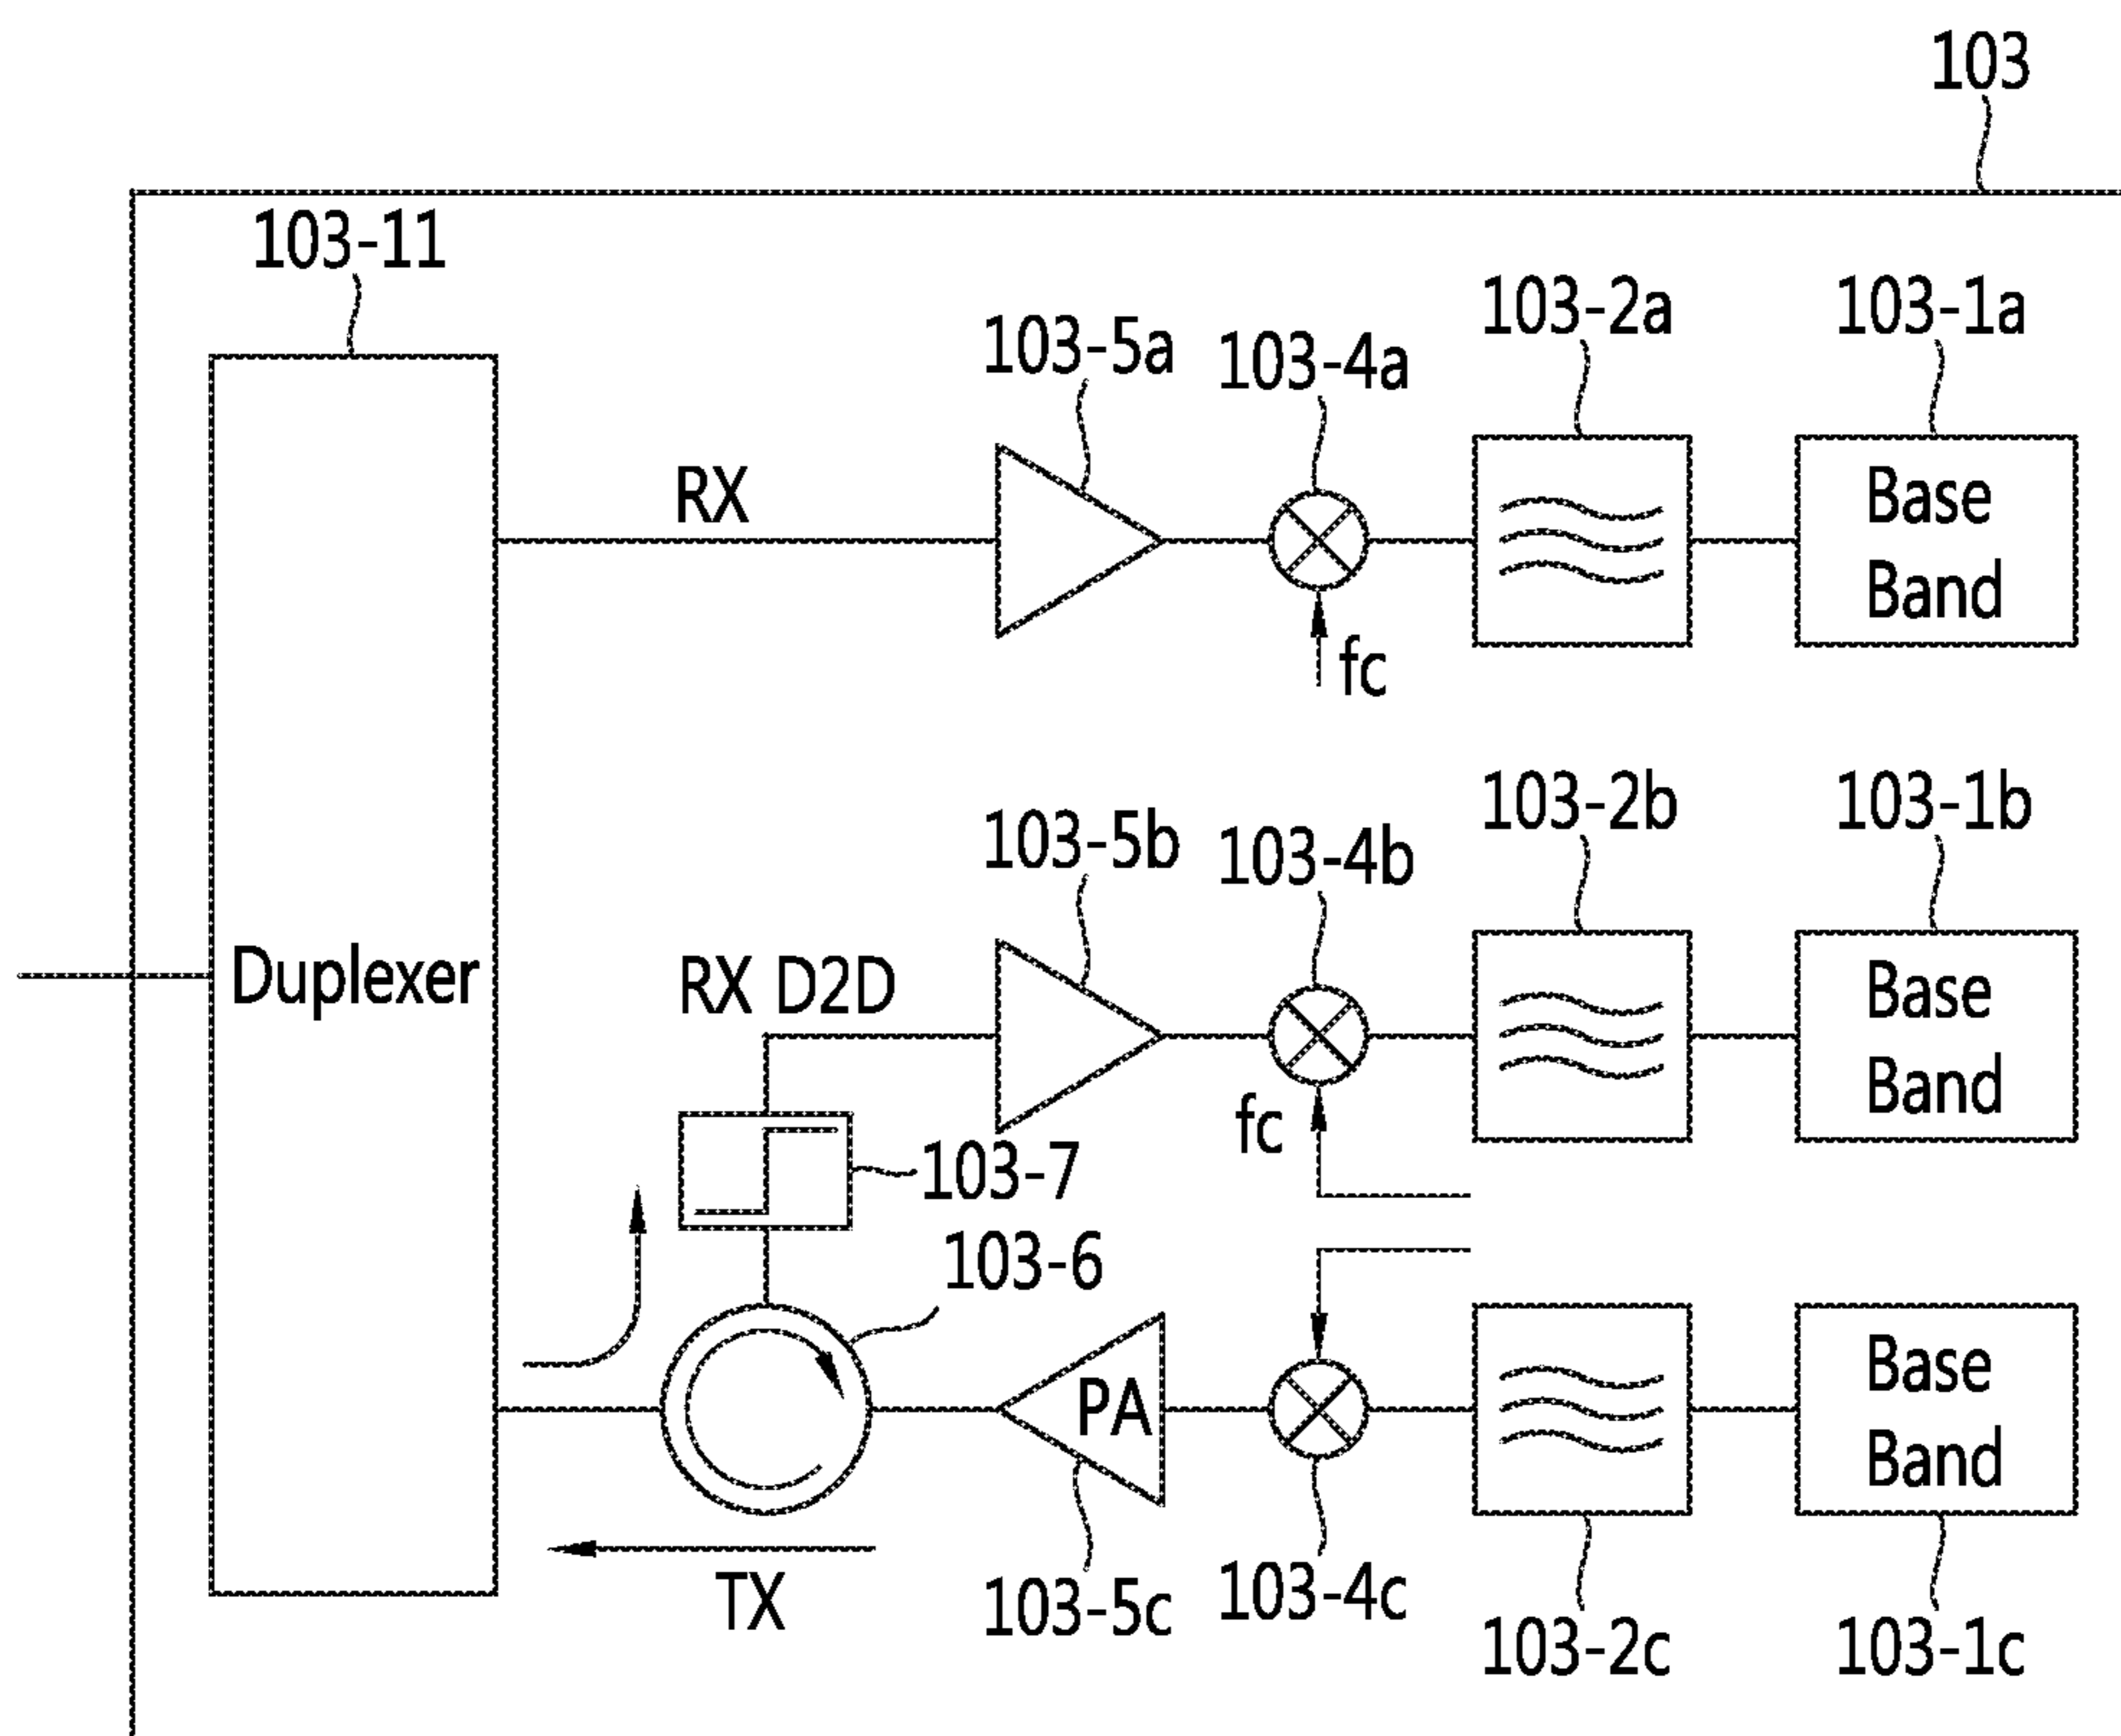 103
103-11
103-2a
103-1a
103-5a
103-4a
RX
Base
Band
fc
103-2b
103-1b
103-5b
103-4b
Duplexer
RX D2D
Base
Band
fc
103-7
103-6
PA
Base
Band
TX
103-5c
103-4c
103-2c
103-1c